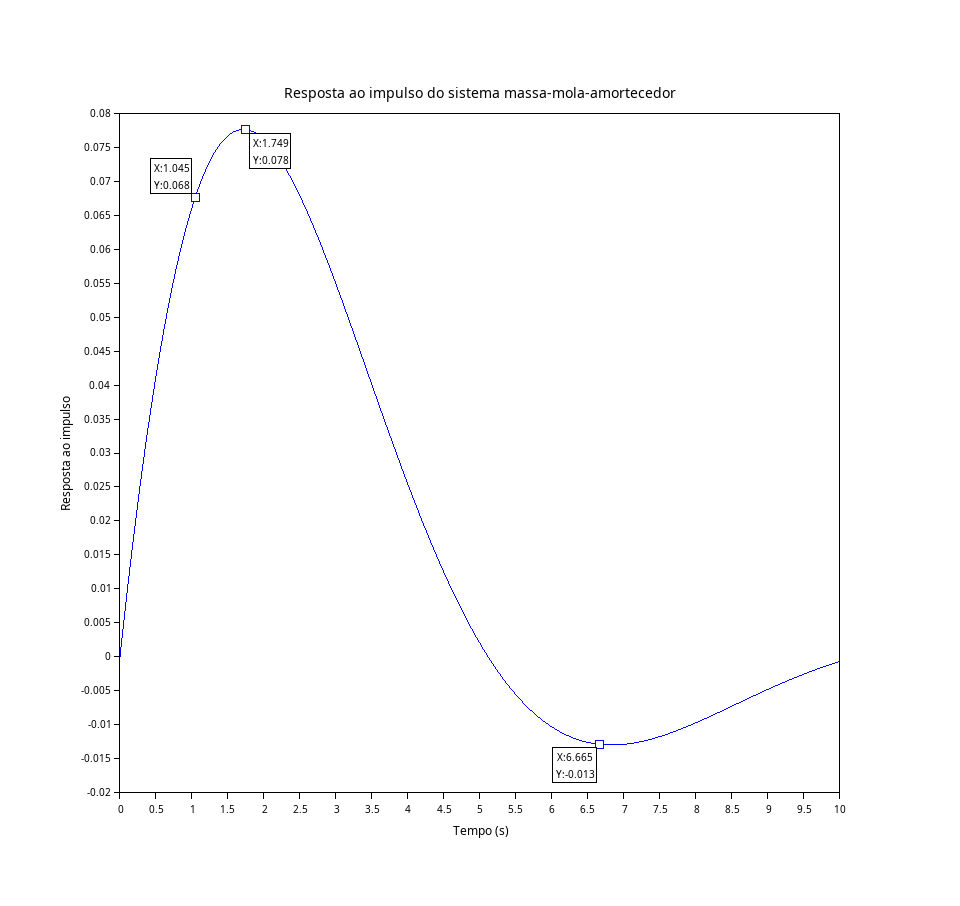 Resposta ao impulso do sistema massa-mola-amortecedor
0.08
0.075
0.07
0.065
0.06
0.055
0.05
0.045
0.04
0.035
0.03
0.025
0.02
0.015
0.01
0.005
0
-0.005
-0.01
-0.015
-0.02
Resposta ao impulso
X:1.045
Y:0.068
X:1.749
Y:0.078
X:6.665
Y:-0.013
0 0.5 1 1.5 2 2.5 3 3.5 4 4.5 5 5.5 6 6.5 7 7.5 8 8.5 9 9.5 10
Tempo (s)